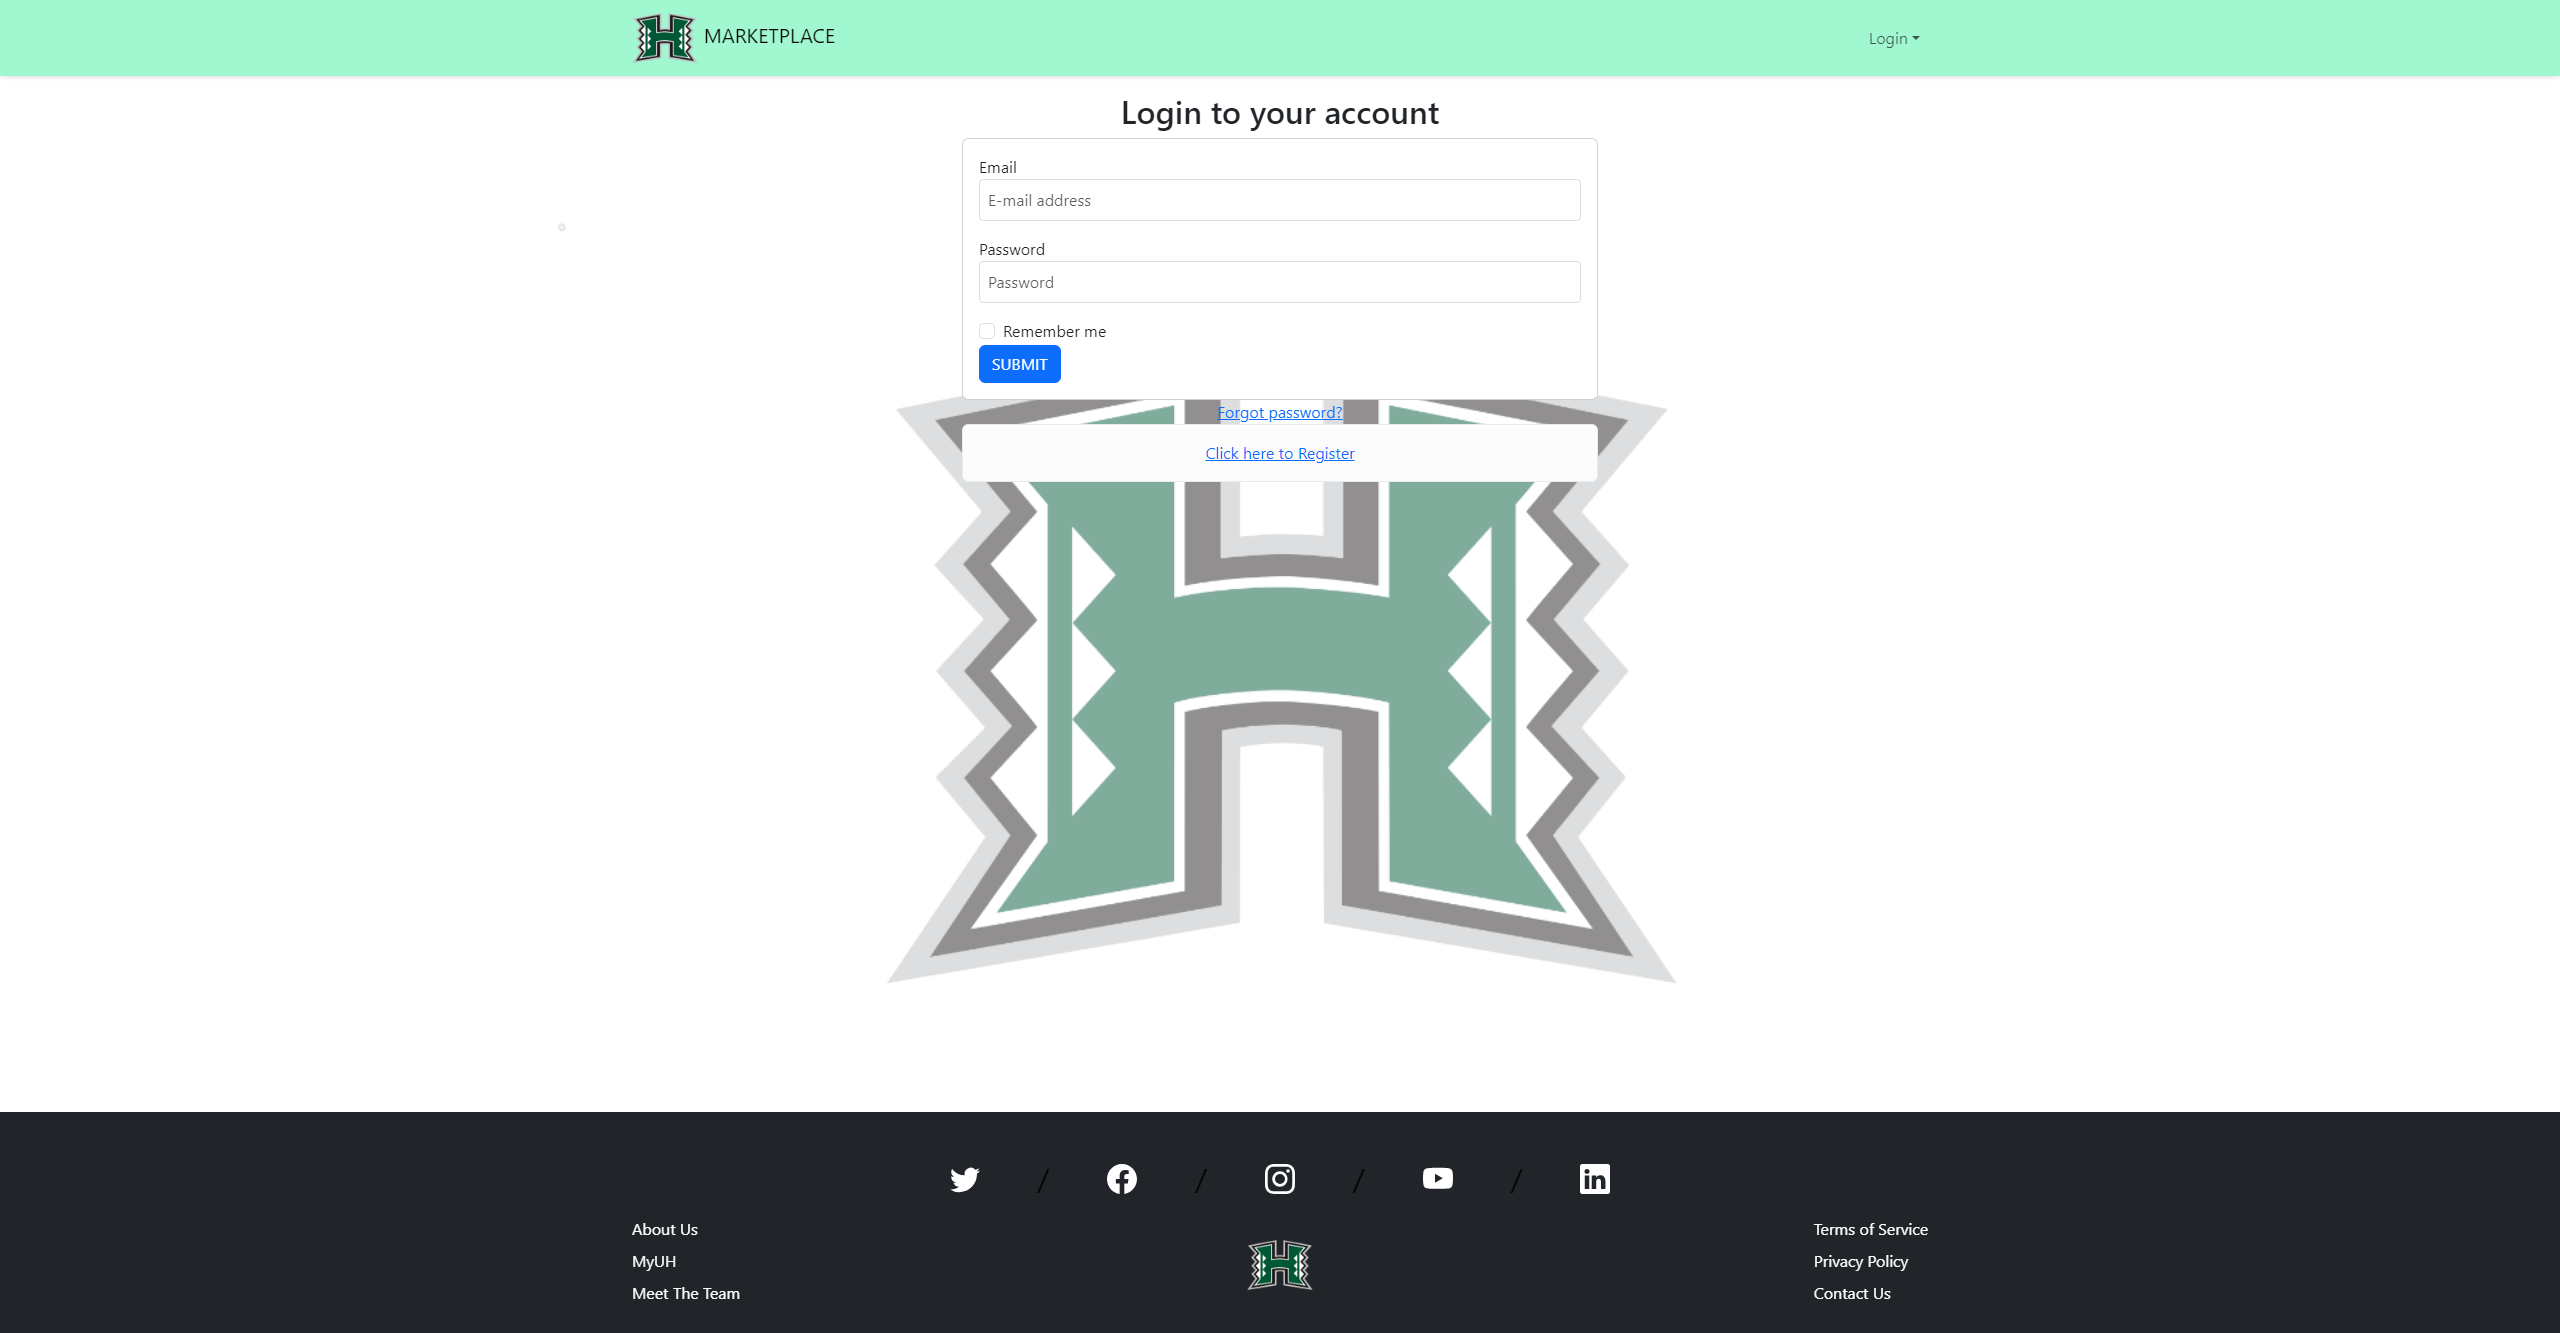 MARKETPLACE
Login
Login to your account
Email
E-mail address
Password
Password
Remember me
SUBMIT
Forgot password?
Click here to Register
/ / / /
About Us
MyUH
Meet The Team
Terms of Service
Privacy Policy
Contact Us